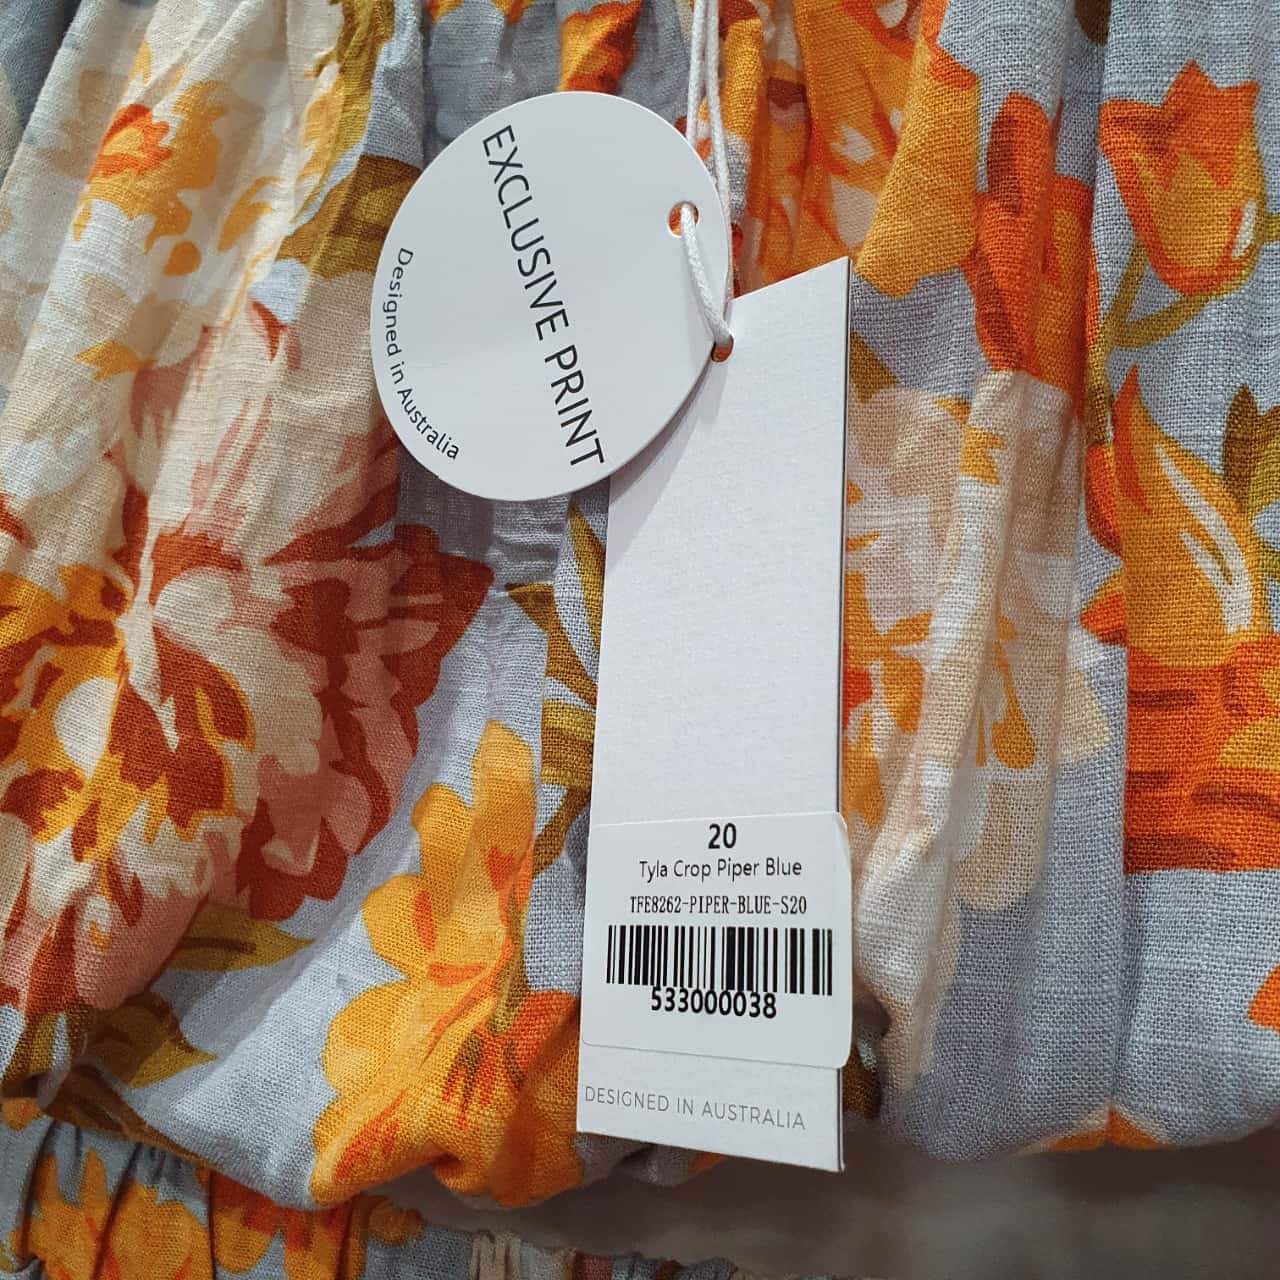 EXCLUSIVE PRINT
Designed in Australia
20
Tyla Crop Piper Blue
TFE8262-PIPER-BLUE-S20
533000038
DESIGNED IN AUSTRALIA